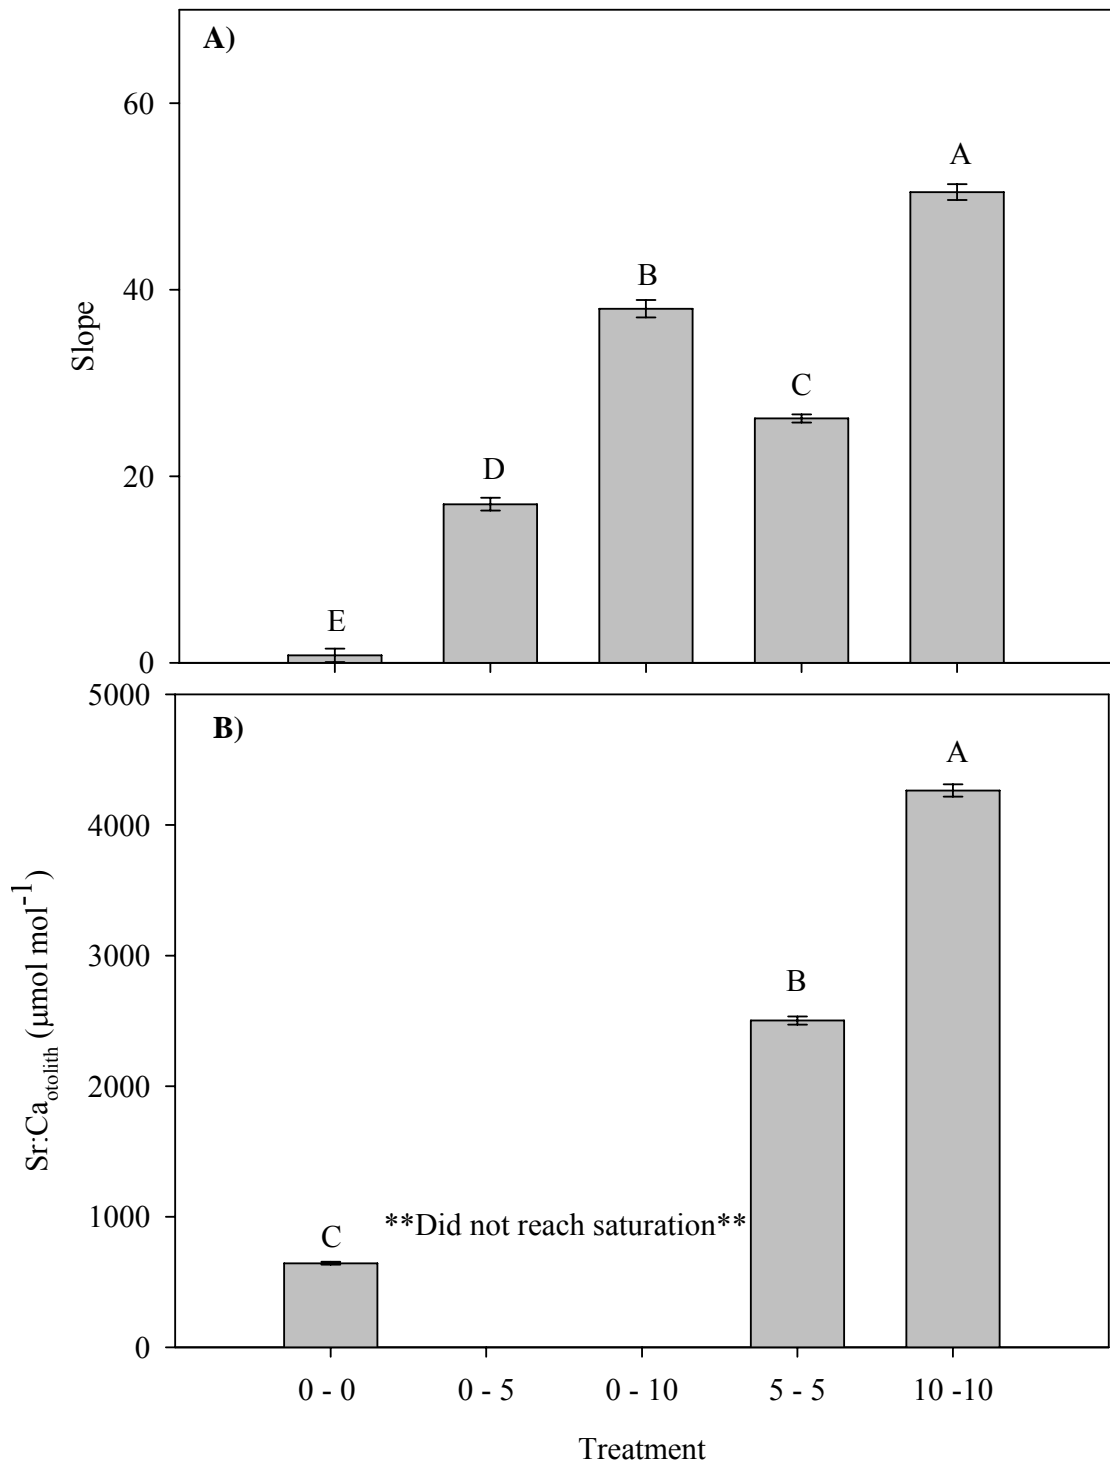 A)
60
A
B
40
Slope
C
D
20
E
0
5000
B)
A
4000
Sr:Ca_otolith (μmol mol⁻¹)
3000
B
2000
**Did not reach saturation**
1000
C
0
0 - 0 0 - 5 0 - 10 5 - 5 10 -10
Treatment